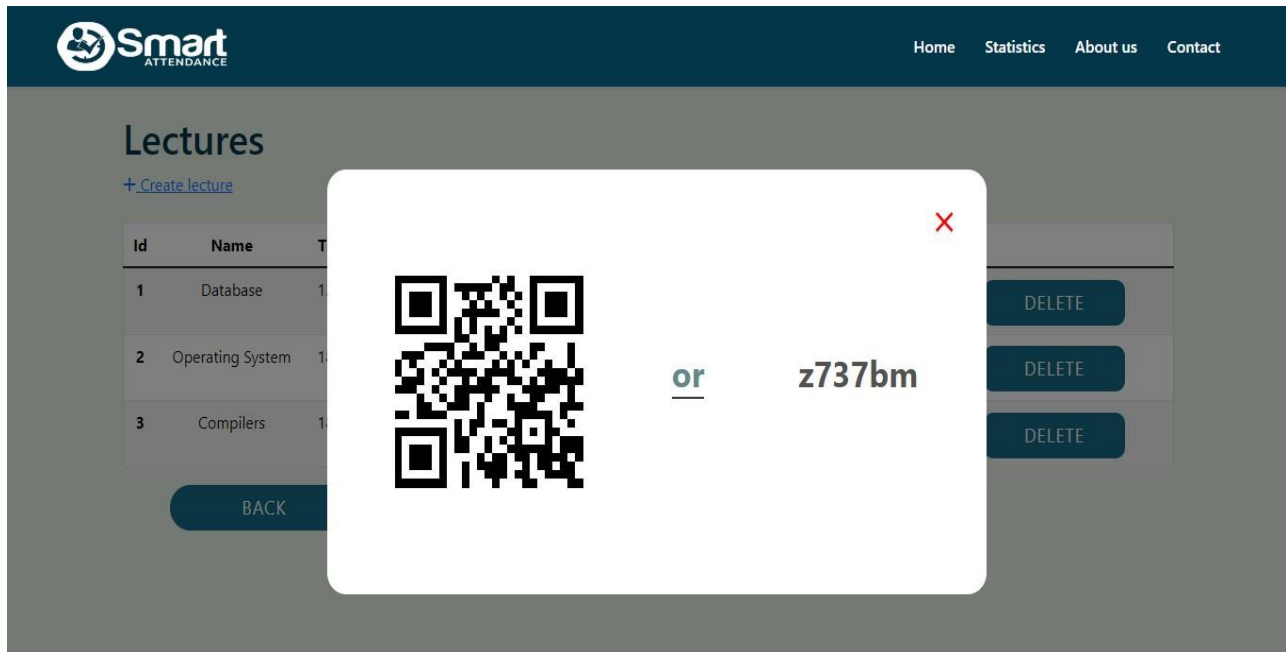 Smart
ATTENDANCE
Home Statistics About us Contact
Lectures
+ Create lecture
Id Name
1 Database DELETE
2 Operating System DELETE
3 Compilers DELETE
or z737bm
BACK